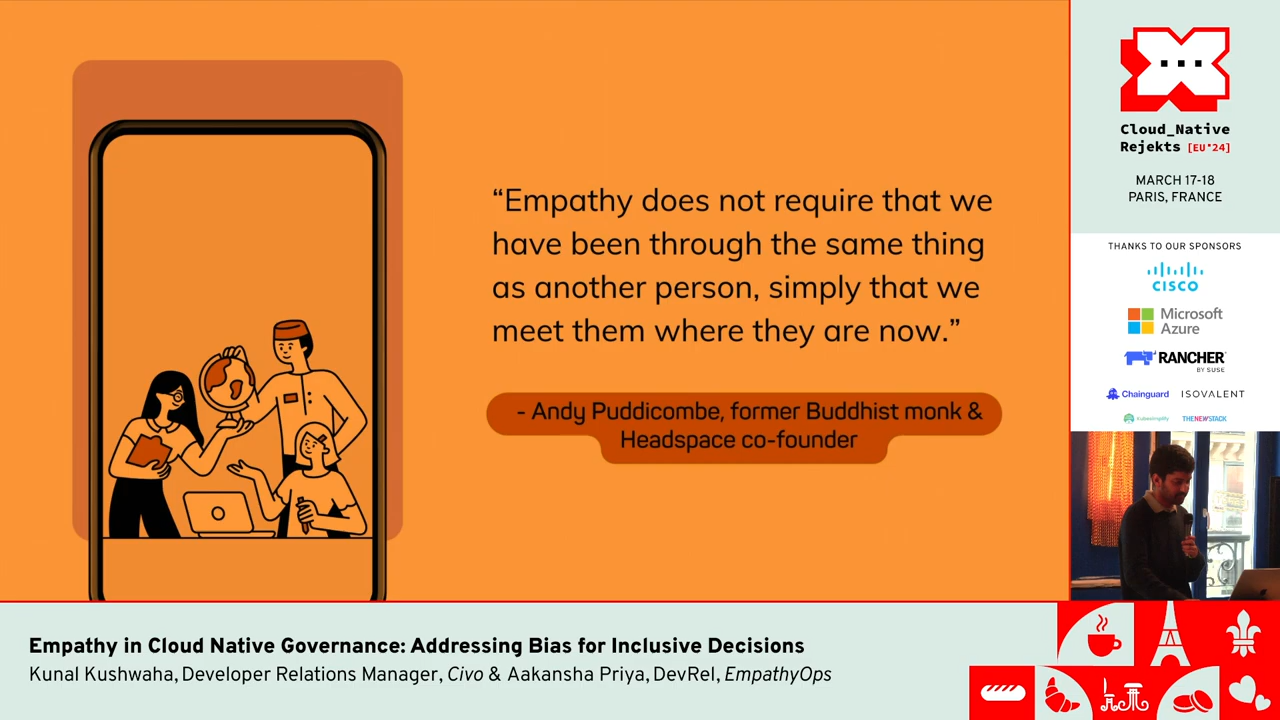 “Empathy does not require that we
have been through the same thing
as another person, simply that we
meet them where they are now.”
- Andy Puddicombe, former Buddhist monk &
Headspace co-founder
Cloud_Native
Rejekts [EU*24]
MARCH 17-18
PARIS, FRANCE
THANKS TO OUR SPONSORS
CISCO
Microsoft
Azure
RANCHER
BY SUSE
Chainguard
ISOVALENT
Kubesimplify
THENEWSTACK
Empathy in Cloud Native Governance: Addressing Bias for Inclusive Decisions
Kunal Kushwaha, Developer Relations Manager, Civo & Aakansha Priya, DevRel, EmpathyOps